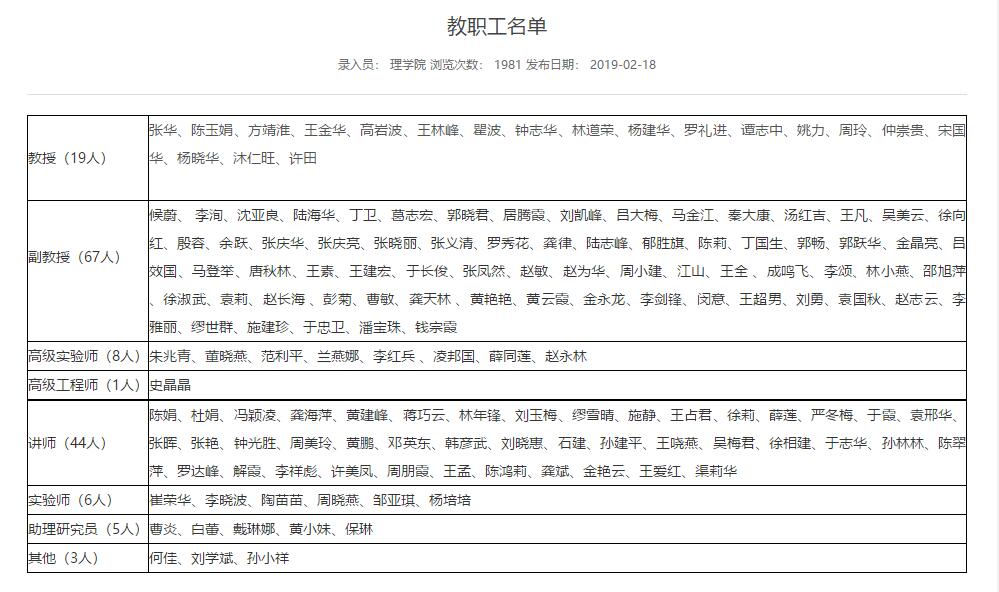 教职工名单
录入员： 理学院 浏览次数： 1981 发布日期： 2019-02-18
教授（19人）
张华、陈玉娟、方靖淮、王金华、高岩波、王林峰、瞿波、钟志华、林道荣、杨建华、罗礼进、谭志中、姚力、周玲、仲崇贵、宋国
华、杨晓华、沐仁旺、许田
副教授（67人）
候蔚、 李洵、沈亚良、陆海华、丁卫、葛志宏、郭晓君、居腾霞、刘凯峰、吕大梅、马金江、秦大康、汤红吉、王凡、吴美云、徐向
红、殷容、余跃、张庆华、张庆亮、张晓丽、张义清、罗秀花、龚律、陆志峰、郁胜旗、陈莉、丁国生、郭畅、郭跃华、金晶亮、吕
效国、马登举、唐秋林、王素、王建宏、于长俊、张凤然、赵敏、赵为华、周小建、江山、王全 、成鸣飞、李颂、林小燕、邵旭萍
、徐淑武、袁莉、赵长海 、彭菊、曹敏、龚天林 、黄艳艳、黄云霞、金永龙、李剑锋、闵意、王超男、刘勇、袁国秋、赵志云、李
雅丽、缪世群、施建珍、于忠卫、潘宝珠、钱宗霞
高级实验师（8人）
朱兆青、董晓燕、范利平、兰燕娜、李红兵 、凌邦国、薛同莲、赵永林
高级工程师（1人）
史晶晶
讲师（44人）
陈娟、杜娟、冯颖凌、龚海萍、黄建峰、蒋巧云、林年锋、刘玉梅、缪雪晴、施静、王占君、徐莉、薛莲、严冬梅、于霞、袁邢华、
张晖、张艳、钟光胜、周美玲、黄鹏、邓英东、韩彦武、刘晓惠、石建、孙建平、王晓燕、吴梅君、徐相建、于志华、孙林林、陈翠
萍、罗达峰、解霞、李祥彪、许美凤、周朋霞、王孟、陈鸿莉、龚斌、金艳云、王爱红、渠莉华
实验师（6人）
崔荣华、李晓波、陶苗苗、周晓燕、邹亚琪、杨培培
助理研究员（5人）
曹炎、白蕾、戴琳娜、黄小妹、保琳
其他（3人）
何佳、刘学斌、孙小祥